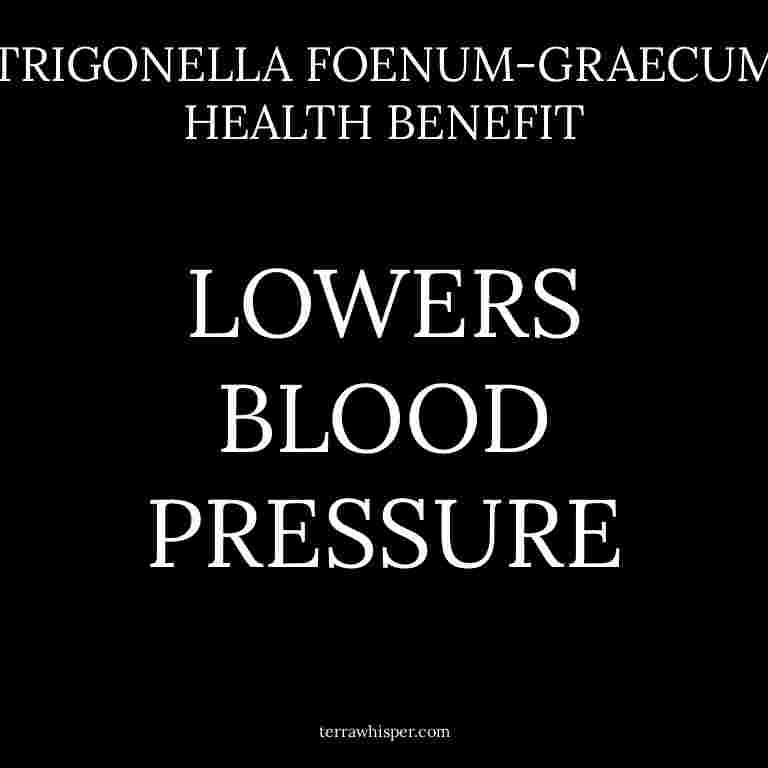 TRIGONELLA FOENUM-GRAECUM
HEALTH BENEFIT
LOWERS
BLOOD
PRESSURE
terrawhisper.com